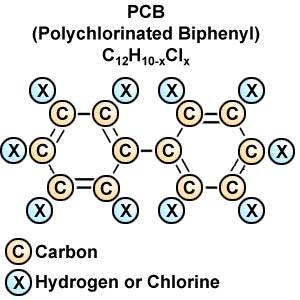 PCB
(Polychlorinated Biphenyl)
C₁₂H₁₀₋ₓClₓ
X X X X
C C C C
X C C C C X
C C C C
X X X X
C Carbon
X Hydrogen or Chlorine